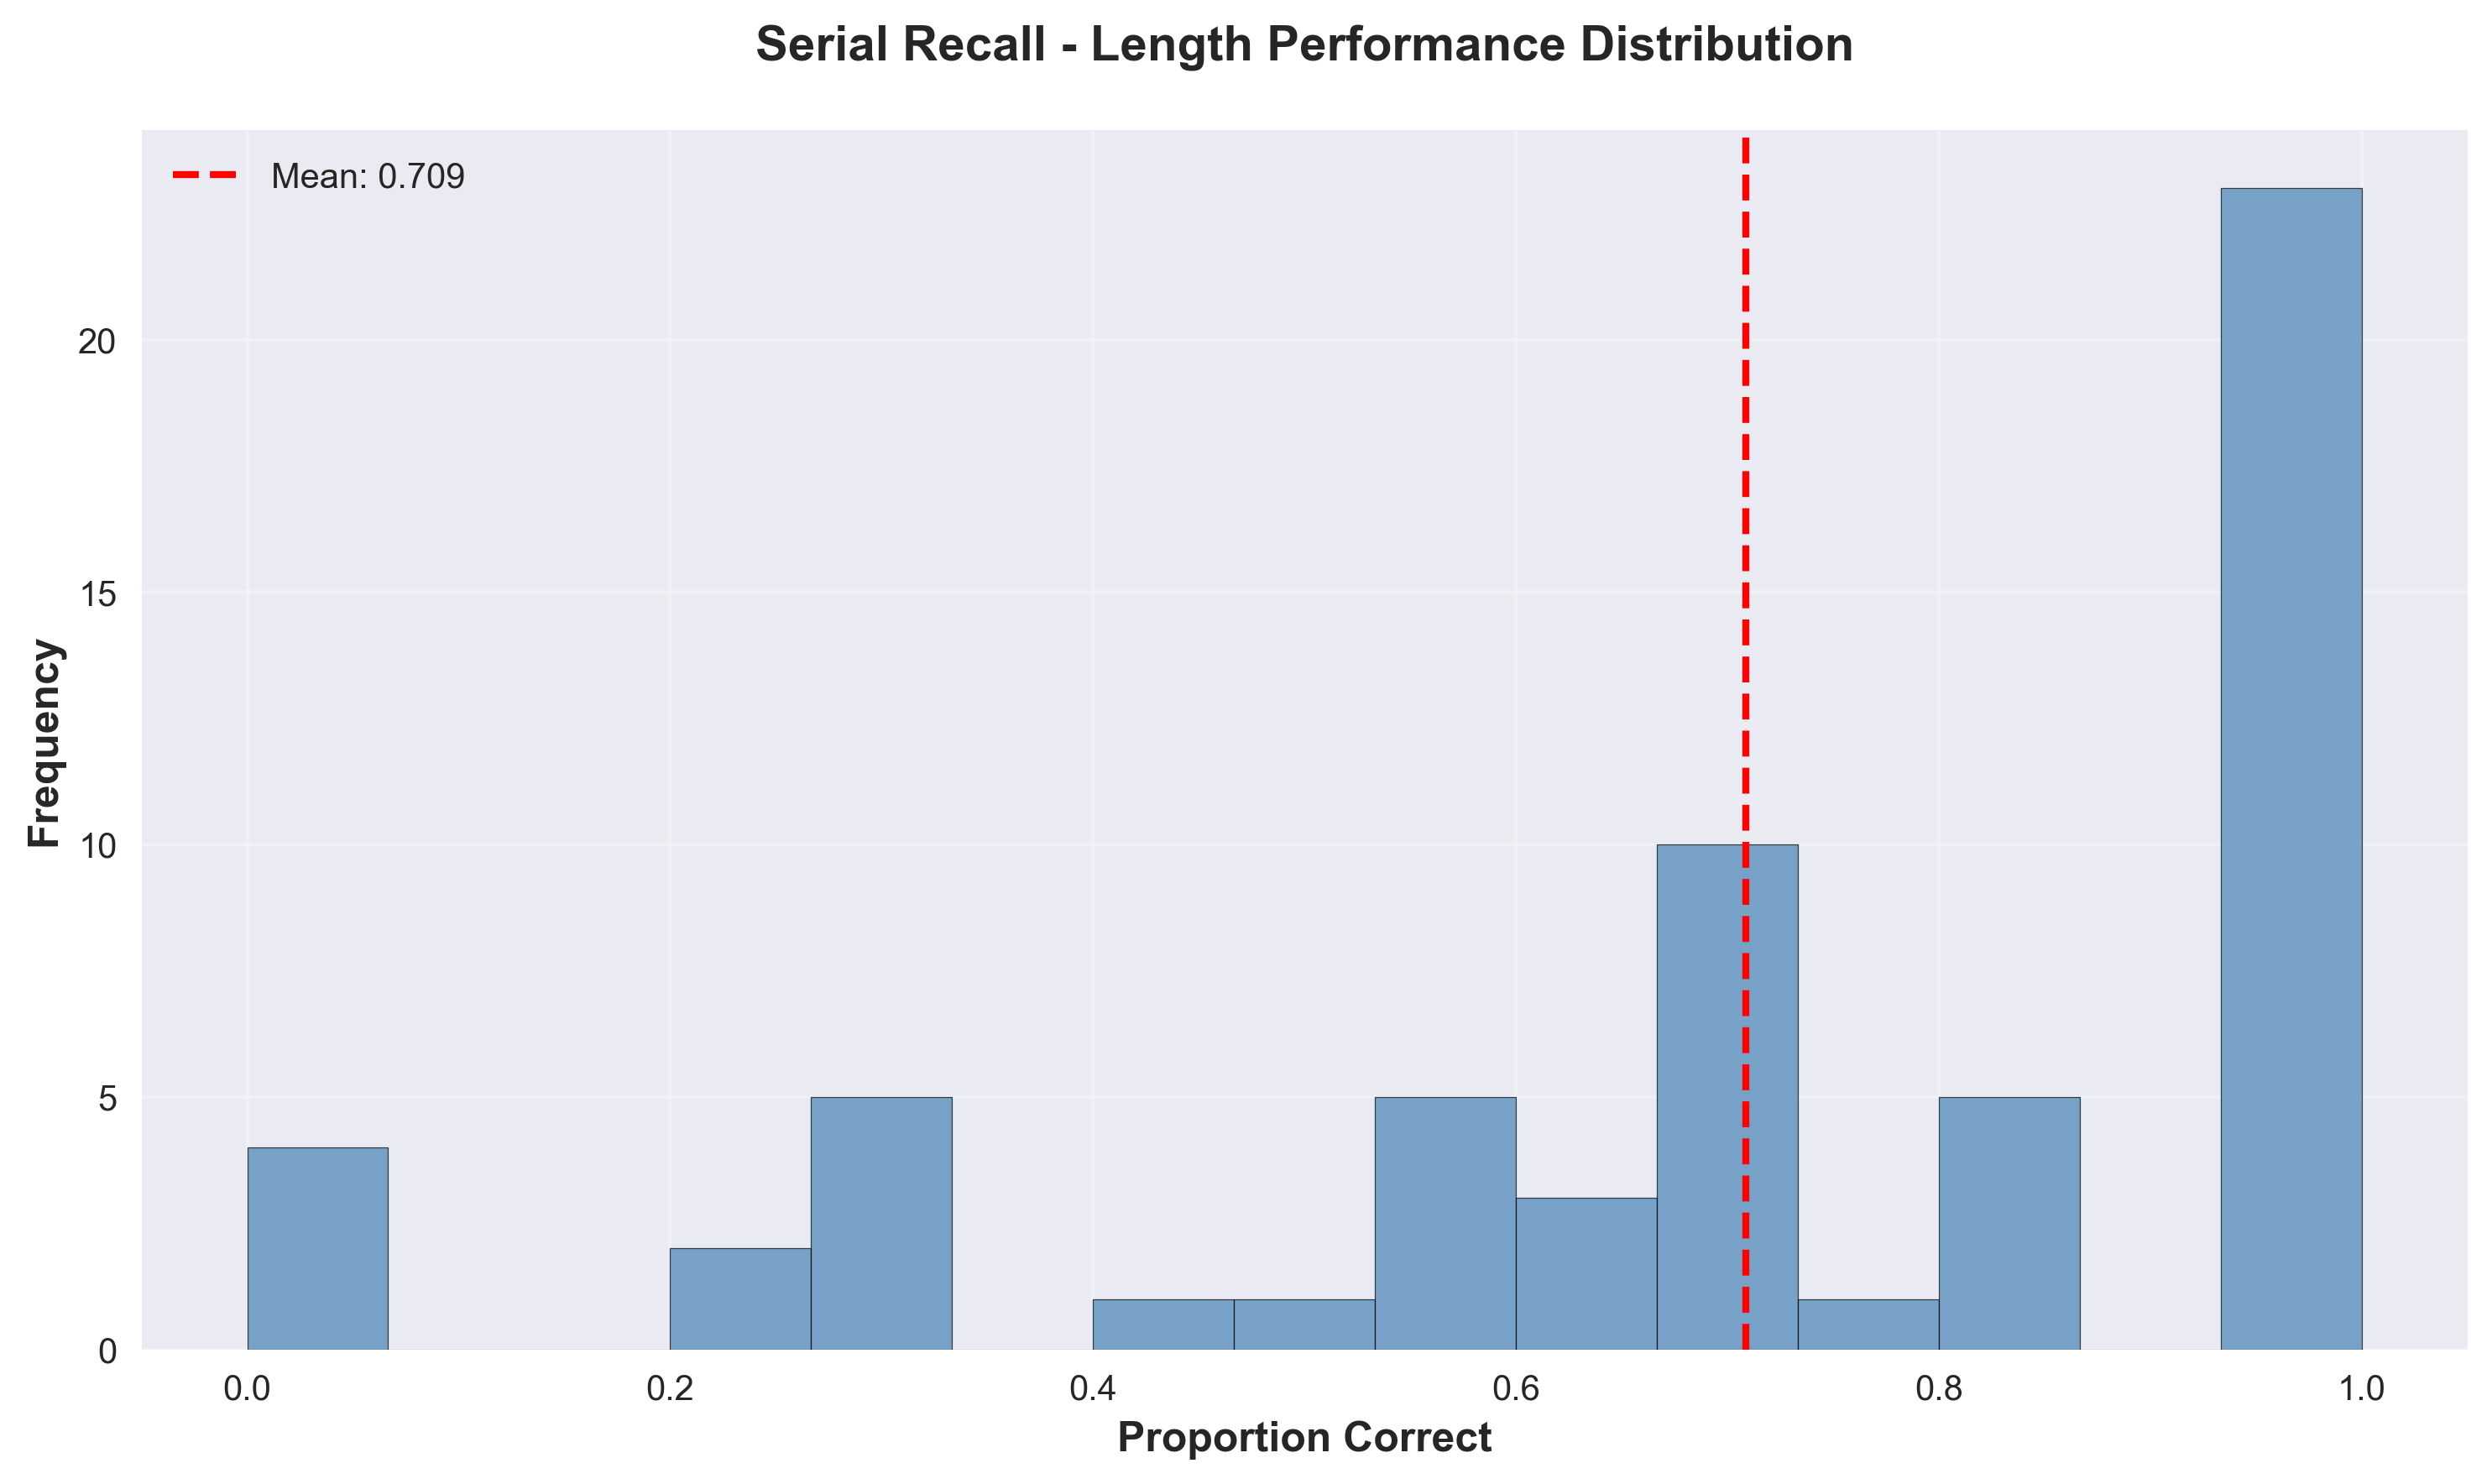 Serial Recall - Length Performance Distribution
Mean: 0.709
20
15
10
5
0
Frequency
0.0 0.2 0.4 0.6 0.8 1.0
Proportion Correct